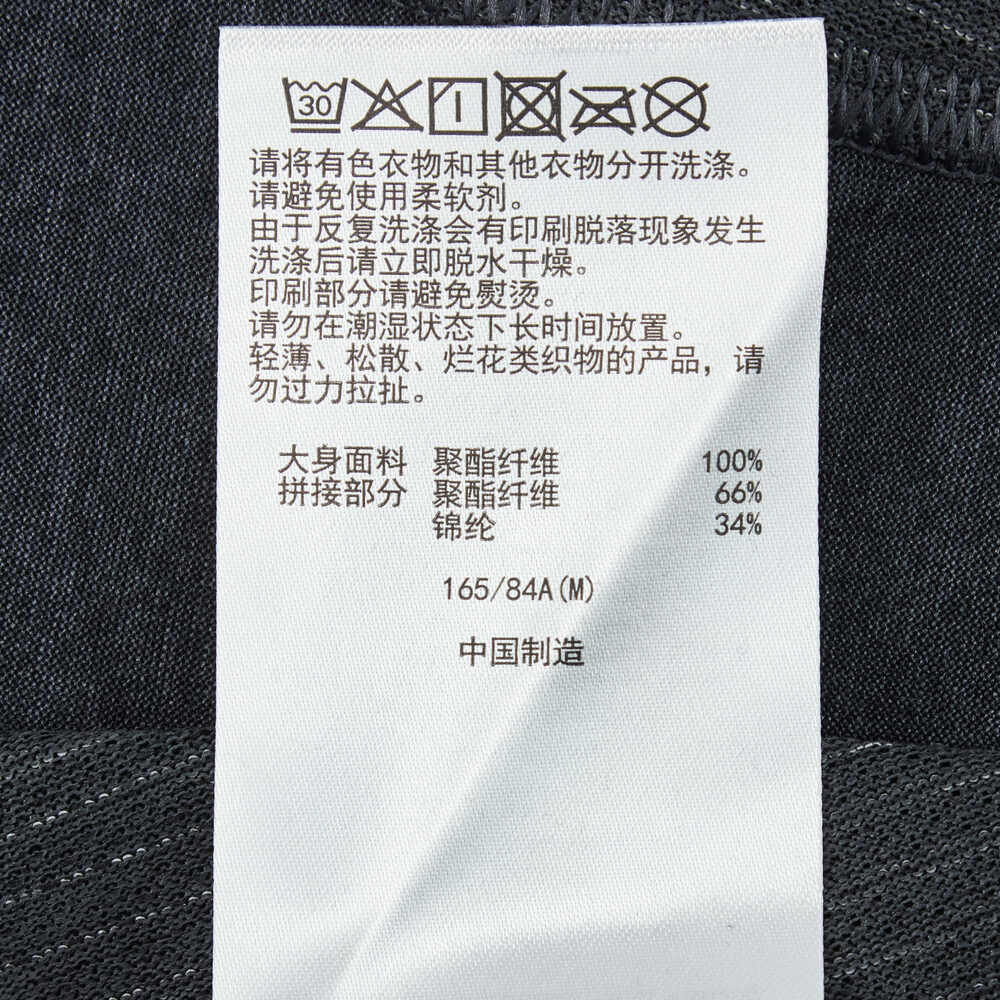 30
请将有色衣物和其他衣物分开洗涤。
请避免使用柔软剂。
由于反复洗涤会有印刷脱落现象发生
洗涤后请立即脱水干燥。
印刷部分请避免熨烫。
请勿在潮湿状态下长时间放置。
轻薄、松散、烂花类织物的产品，请
勿过力拉扯。
大身面料 聚酯纤维 100%
拼接部分 聚酯纤维 66%
锦纶 34%
165/84A(M)
中国制造